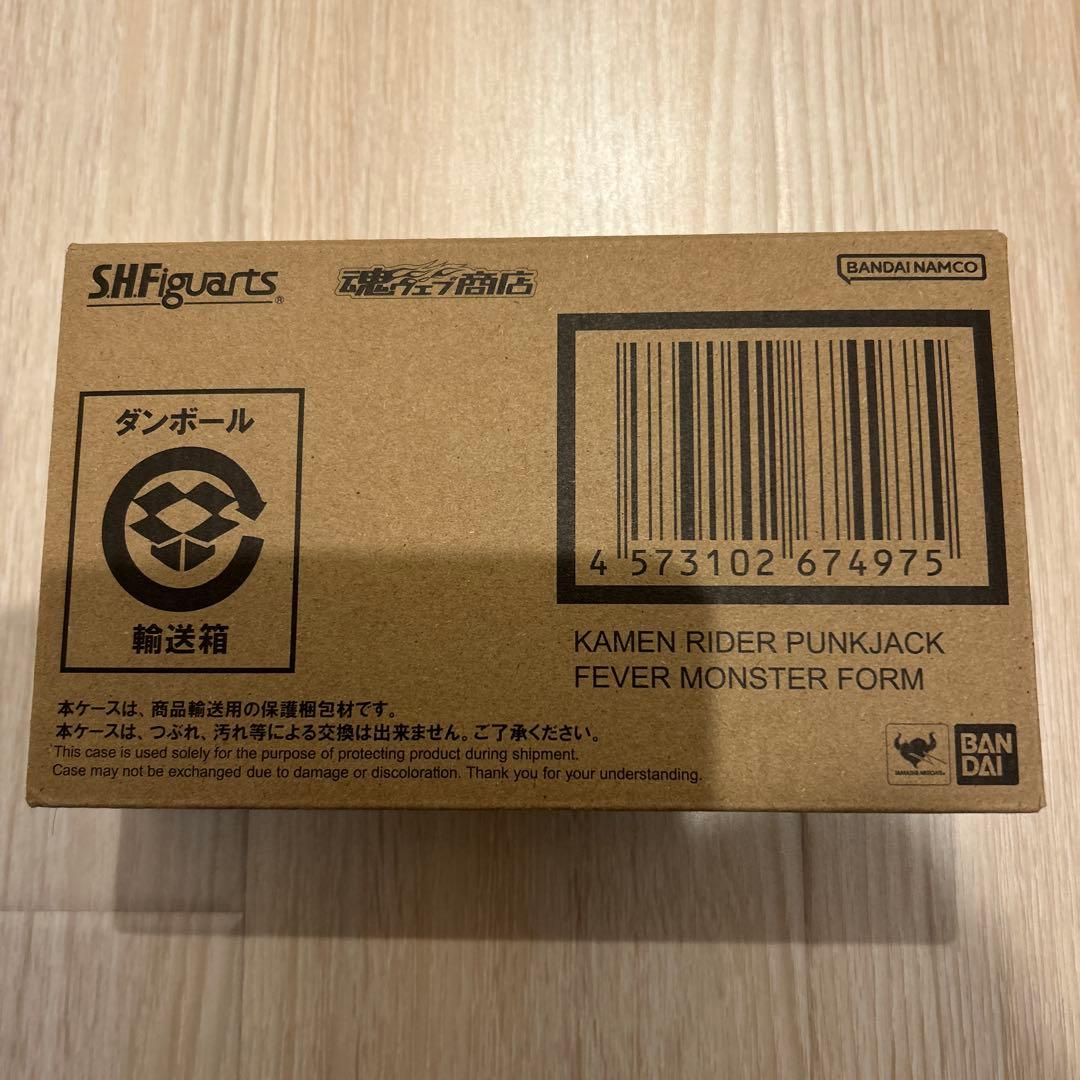 S.H.Figuarts®
魂ウェブ商店
BANDAI NAMCO
ダンボール
輸送箱
4 573102 674975
KAMEN RIDER PUNKJACK
FEVER MONSTER FORM
本ケースは、商品輸送用の保護梱包材です。
本ケースは、つぶれ、汚れ等による交換は出来ません。ご了承ください。
This case is used solely for the purpose of protecting product during shipment.
Case may not be exchanged due to damage or discoloration. Thank you for your understanding.
TAMASHII NATIONS
BAN
DAI